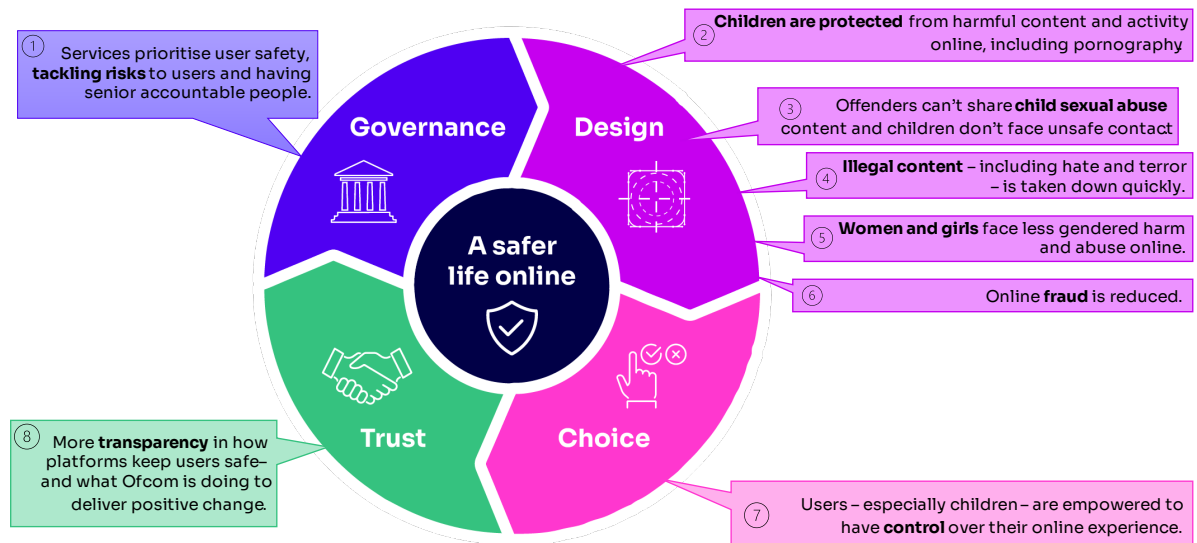 1
Services prioritise user safety,
tackling risks to users and having
senior accountable people.
2
Children are protected from harmful content and activity
online, including pornography
3
Offenders can't share child sexual abuse
content and children don't face unsafe contact
4
Illegal content – including hate and terror
– is taken down quickly.
5
Women and girls face less gendered harm
and abuse online.
6
Online fraud is reduced.
Governance
Design
A safer
life online
Trust
Choice
7
Users – especially children – are empowered to
have control over their online experience.
8
More transparency in how
platforms keep users safe–
and what Ofcom is doing to
deliver positive change.